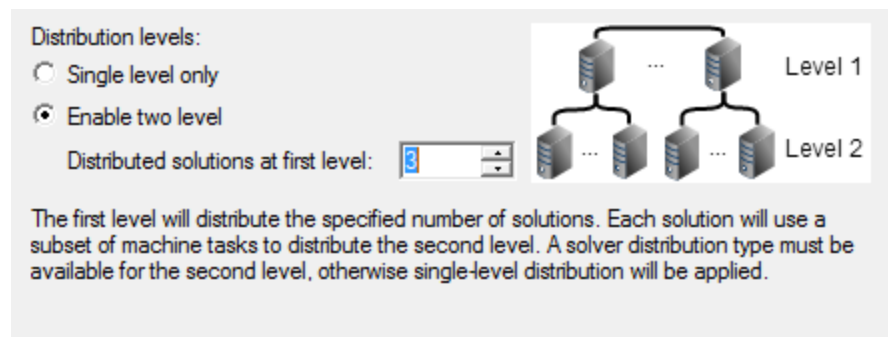 Distribution levels:
Single level only
Enable two level
Distributed solutions at first level: 3
... Level 1
... ... Level 2
The first level will distribute the specified number of solutions. Each solution will use a
subset of machine tasks to distribute the second level. A solver distribution type must be
available for the second level, otherwise single-level distribution will be applied.